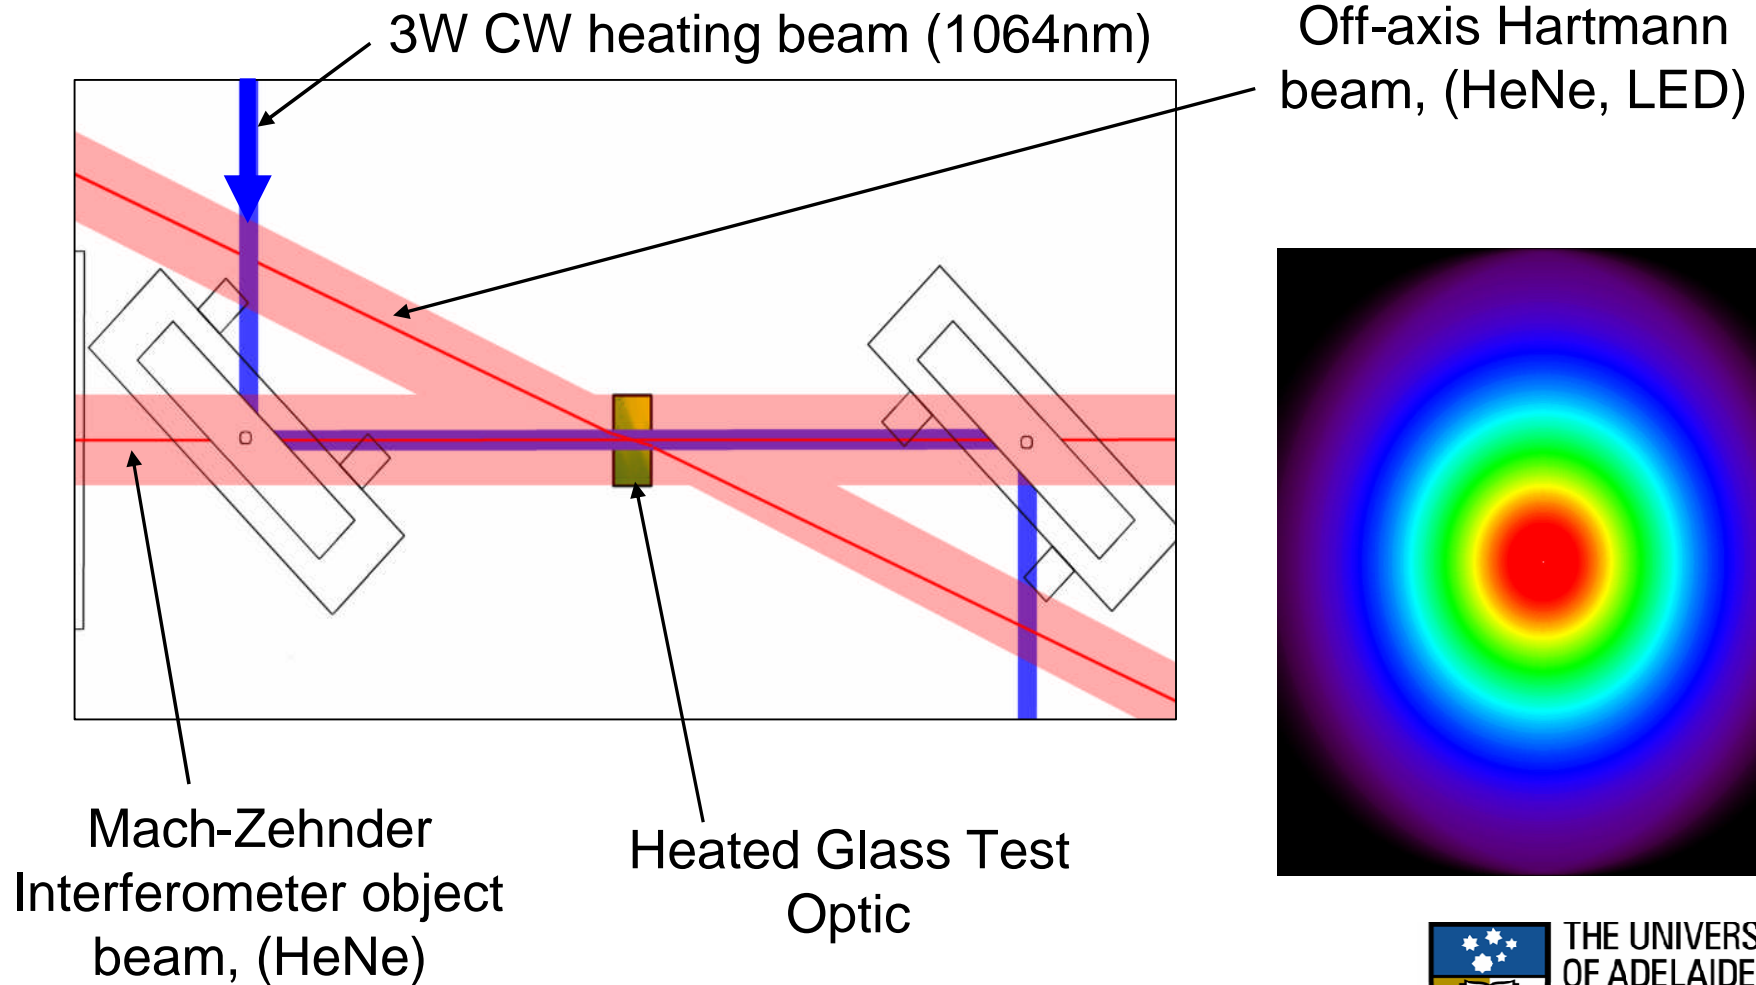 3W CW heating beam (1064nm)
Off-axis Hartmann
beam, (HeNe, LED)
Mach-Zehnder
Interferometer object
beam, (HeNe)
Heated Glass Test
Optic
THE UNIVERS
OF ADELAIDE